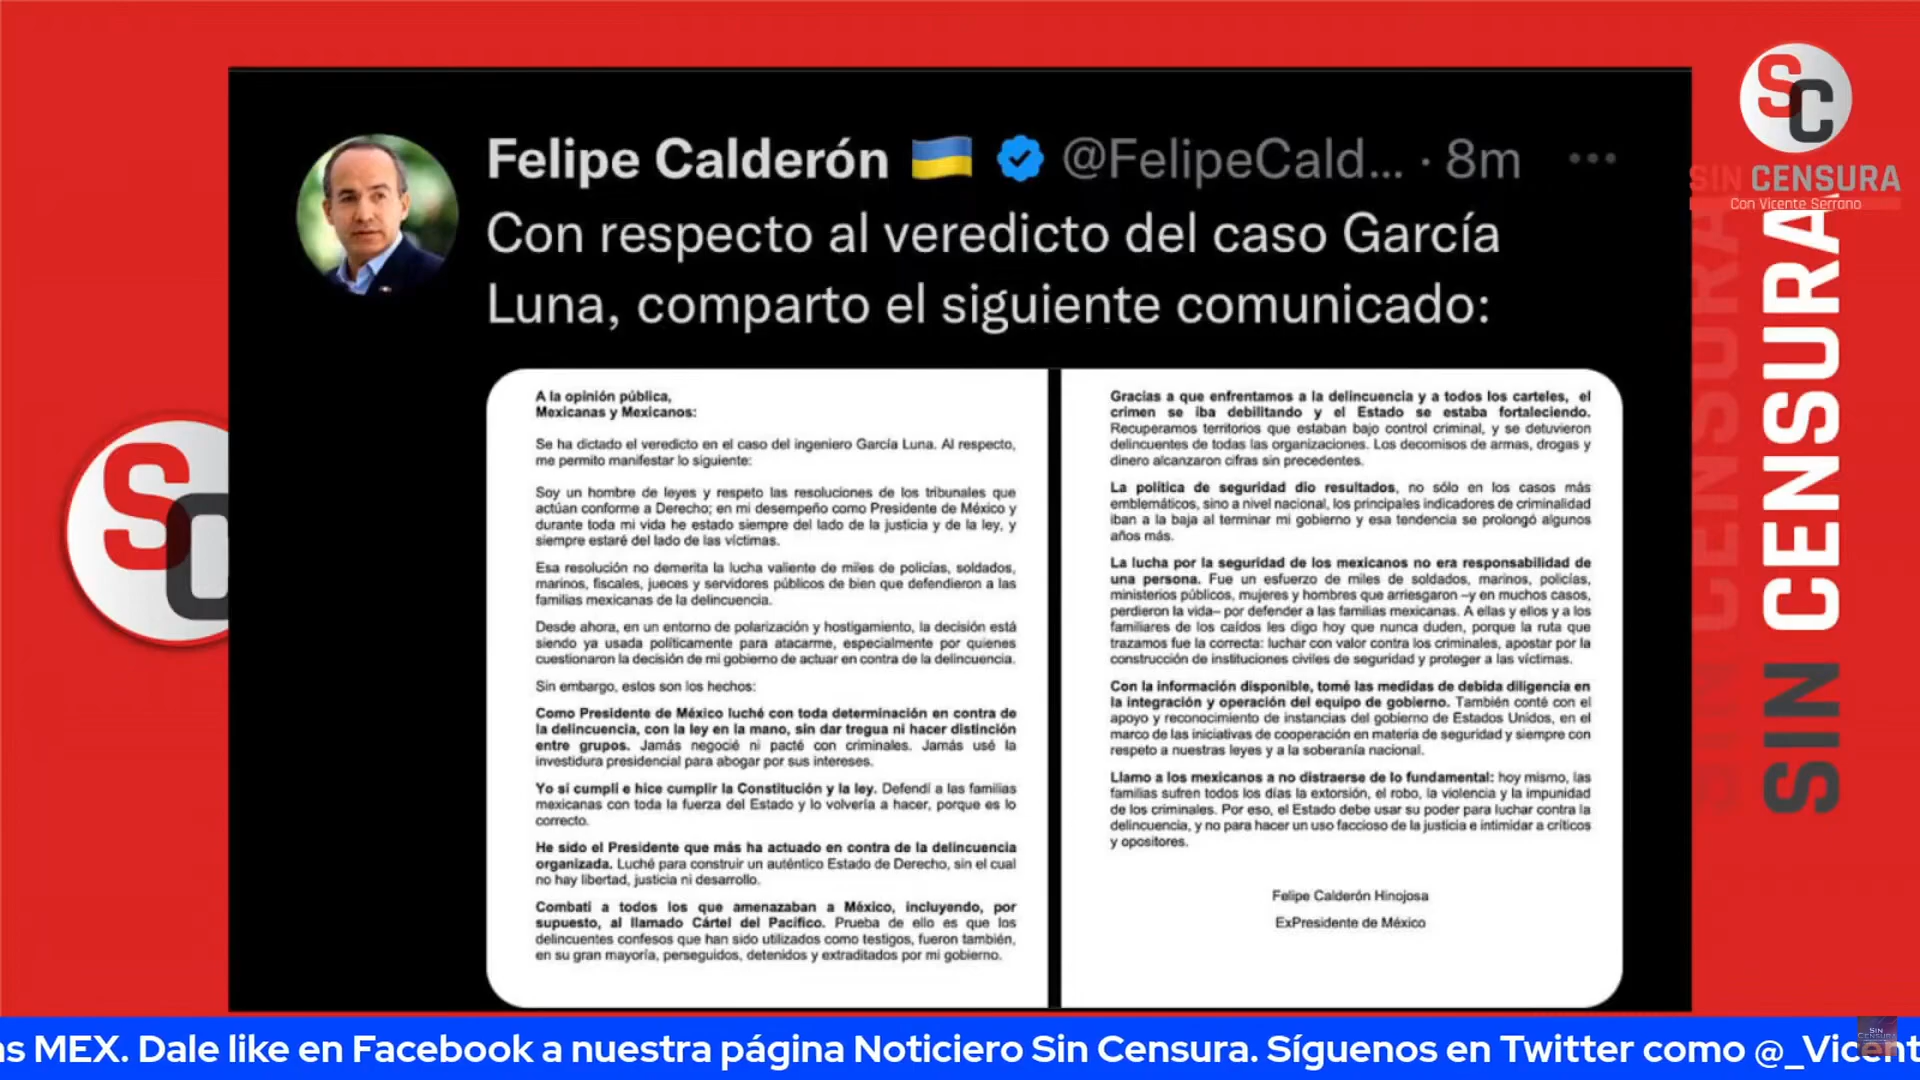 Felipe Calderón 🇺🇦 @FelipeCald... · 8m ...
Con respecto al veredicto del caso García
Luna, comparto el siguiente comunicado:
A la opinión pública,
Mexicanas y Mexicanos:
Se ha dictado el veredicto en el caso del ingeniero García Luna. Al respecto,
me permito manifestar lo siguiente:
Soy un hombre de leyes y respeto las resoluciones de los tribunales que
actúan conforme a Derecho; en mi desempeño como Presidente de México y
durante toda mi vida he estado siempre del lado de la justicia y de la ley, y
siempre estaré del lado de las víctimas.
Esa resolución no demerita la lucha valiente de miles de policías, soldados,
marinos, fiscales, jueces y servidores públicos de bien que defendieron a las
familias mexicanas de la delincuencia.
Desde ahora, en un entorno de polarización y hostigamiento, la decisión está
siendo ya usada políticamente para atacarme, especialmente por quienes
cuestionaron la decisión de mi gobierno de actuar en contra de la delincuencia.
Sin embargo, estos son los hechos:
Como Presidente de México luché con toda determinación en contra de
la delincuencia, con la ley en la mano, sin dar tregua ni hacer distinción
entre grupos. Jamás negocié ni pacté con criminales. Jamás usé la
investidura presidencial para abogar por sus intereses.
Yo sí cumplí e hice cumplir la Constitución y la ley. Defendí a las familias
mexicanas con toda la fuerza del Estado y lo volvería a hacer, porque es lo
correcto.
He sido el Presidente que más ha actuado en contra de la delincuencia
organizada. Luché para construir un auténtico Estado de Derecho, sin el cual
no hay libertad, justicia ni desarrollo.
Combatí a todos los que amenazaban a México, incluyendo, por
supuesto, al llamado Cártel del Pacífico. Prueba de ello es que los
delincuentes confesos que han sido utilizados como testigos, fueron también,
en su gran mayoría, perseguidos, detenidos y extraditados por mi gobierno.
Gracias a que enfrentamos a la delincuencia y a todos los carteles, el
crimen se iba debilitando y el Estado se estaba fortaleciendo.
Recuperamos territorios que estaban bajo control criminal, y se detuvieron
delincuentes de todas las organizaciones. Los decomisos de armas, drogas y
dinero alcanzaron cifras sin precedentes.
La política de seguridad dio resultados, no sólo en los casos más
emblemáticos, sino a nivel nacional, los principales indicadores de criminalidad
iban a la baja al terminar mi gobierno y esa tendencia se prolongó algunos
años más.
La lucha por la seguridad de los mexicanos no era responsabilidad de
una persona. Fue un esfuerzo de miles de soldados, marinos, policías,
ministerios públicos, mujeres y hombres que arriesgaron –y en muchos casos,
perdieron la vida– por defender a las familias mexicanas. A ellas y ellos y a los
familiares de los caídos les digo hoy que nunca duden, porque la ruta que
trazamos fue la correcta: luchar con valor contra los criminales, apostar por la
construcción de instituciones civiles de seguridad y proteger a las víctimas.
Con la información disponible, tomé las medidas de debida diligencia en
la integración y operación del equipo de gobierno. También conté con el
apoyo y reconocimiento de instancias del gobierno de Estados Unidos, en el
marco de las iniciativas de cooperación en materia de seguridad y siempre con
respeto a nuestras leyes y a la soberanía nacional.
Llamo a los mexicanos a no distraerse de lo fundamental: hoy mismo, las
familias sufren todos los días la extorsión, el robo, la violencia y la impunidad
de los criminales. Por eso, el Estado debe usar su poder para luchar contra la
delincuencia, y no para hacer un uso faccioso de la justicia e intimidar a críticos
y opositores.
Felipe Calderón Hinojosa
ExPresidente de México
SC
SC
SIN CENSURA
Con Vicente Serrano
SIN CENSURA
SIN CENSURA
SIN CENSURA
as MEX. Dale like en Facebook a nuestra página Noticiero Sin Censura. Síguenos en Twitter como @_Vicent